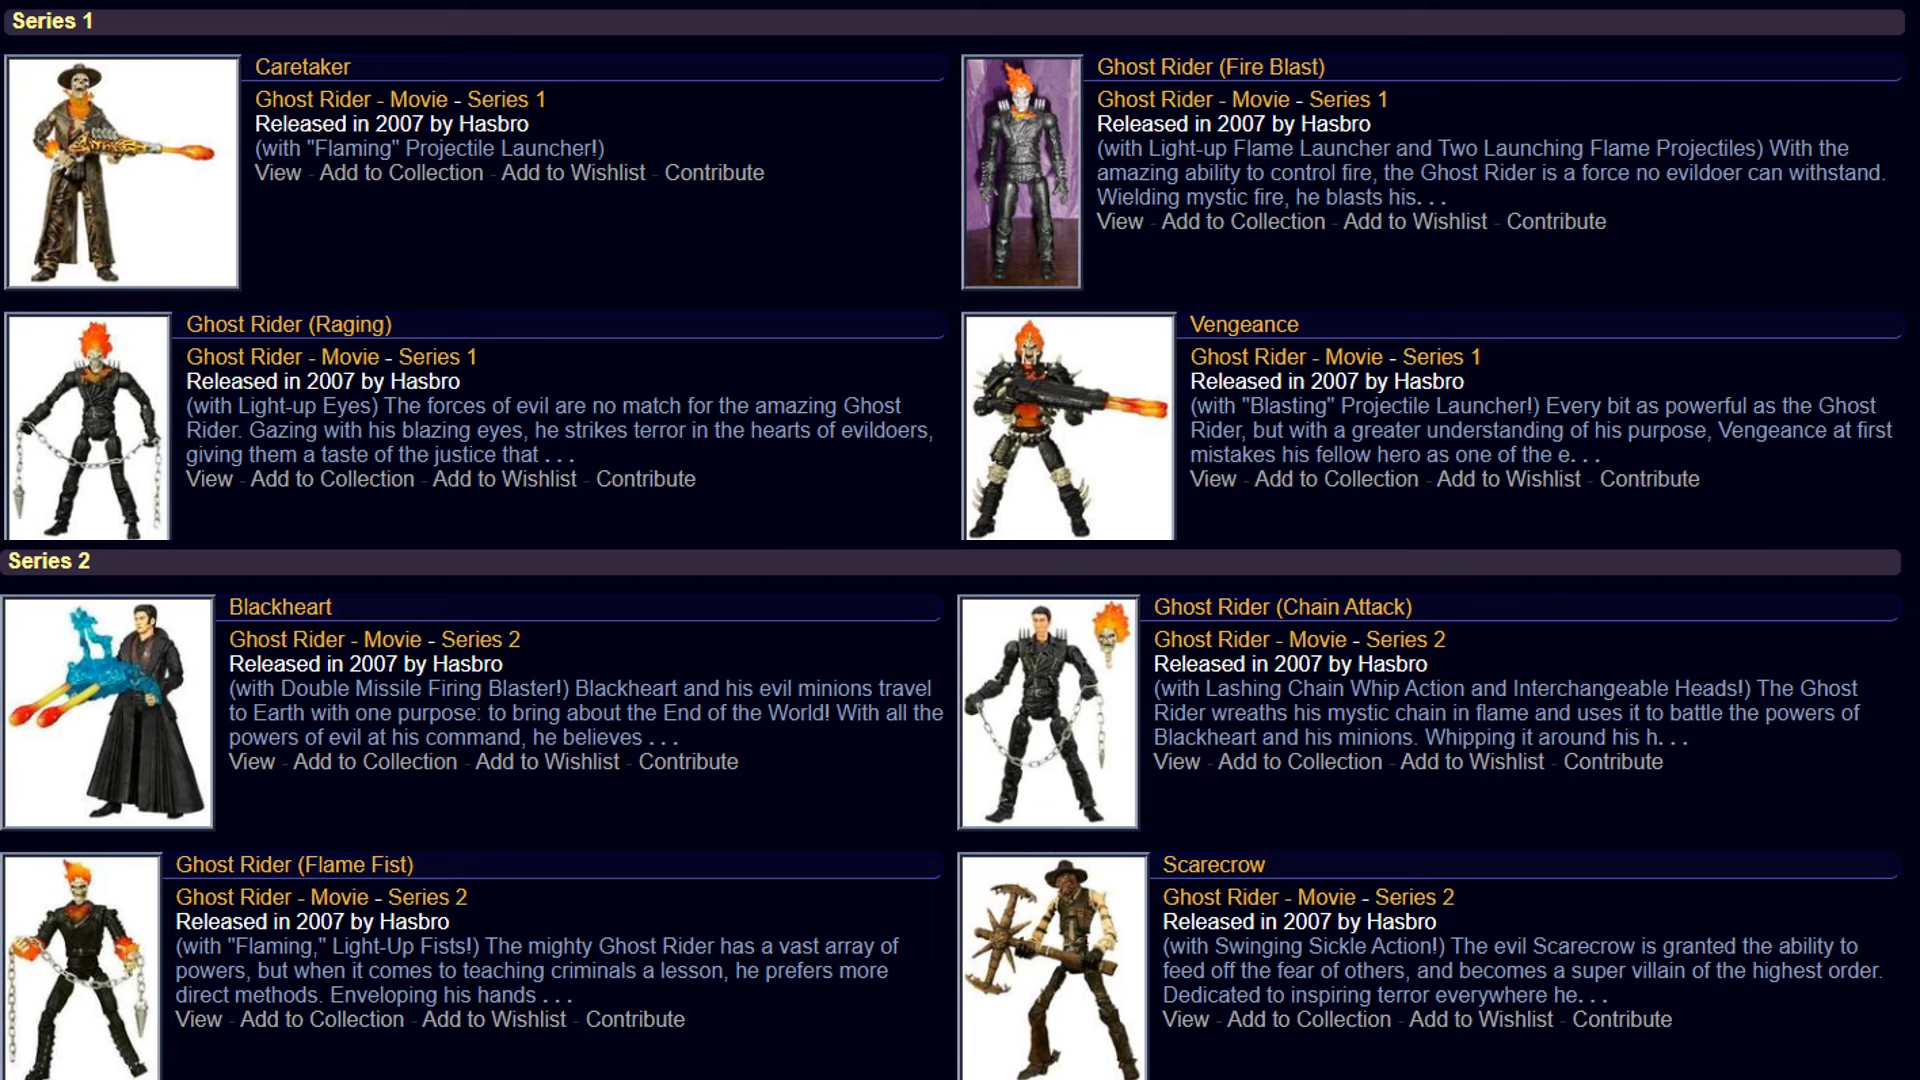 Series 1
Caretaker
Ghost Rider - Movie - Series 1
Released in 2007 by Hasbro
(with "Flaming" Projectile Launcher!)
View - Add to Collection - Add to Wishlist - Contribute
Ghost Rider (Fire Blast)
Ghost Rider - Movie - Series 1
Released in 2007 by Hasbro
(with Light-up Flame Launcher and Two Launching Flame Projectiles) With the
amazing ability to control fire, the Ghost Rider is a force no evildoer can withstand.
Wielding mystic fire, he blasts his. . .
View - Add to Collection - Add to Wishlist - Contribute
Ghost Rider (Raging)
Ghost Rider - Movie - Series 1
Released in 2007 by Hasbro
(with Light-up Eyes) The forces of evil are no match for the amazing Ghost
Rider. Gazing with his blazing eyes, he strikes terror in the hearts of evildoers,
giving them a taste of the justice that . . .
View - Add to Collection - Add to Wishlist - Contribute
Vengeance
Ghost Rider - Movie - Series 1
Released in 2007 by Hasbro
(with "Blasting" Projectile Launcher!) Every bit as powerful as the Ghost
Rider, but with a greater understanding of his purpose, Vengeance at first
mistakes his fellow hero as one of the e. . .
View - Add to Collection - Add to Wishlist - Contribute
Series 2
Blackheart
Ghost Rider - Movie - Series 2
Released in 2007 by Hasbro
(with Double Missile Firing Blaster!) Blackheart and his evil minions travel
to Earth with one purpose: to bring about the End of the World! With all the
powers of evil at his command, he believes . . .
View - Add to Collection - Add to Wishlist - Contribute
Ghost Rider (Chain Attack)
Ghost Rider - Movie - Series 2
Released in 2007 by Hasbro
(with Lashing Chain Whip Action and Interchangeable Heads!) The Ghost
Rider wreaths his mystic chain in flame and uses it to battle the powers of
Blackheart and his minions. Whipping it around his h. . .
View - Add to Collection - Add to Wishlist - Contribute
Ghost Rider (Flame Fist)
Ghost Rider - Movie - Series 2
Released in 2007 by Hasbro
(with "Flaming," Light-Up Fists!) The mighty Ghost Rider has a vast array of
powers, but when it comes to teaching criminals a lesson, he prefers more
direct methods. Enveloping his hands . . .
View - Add to Collection - Add to Wishlist - Contribute
Scarecrow
Ghost Rider - Movie - Series 2
Released in 2007 by Hasbro
(with Swinging Sickle Action!) The evil Scarecrow is granted the ability to
feed off the fear of others, and becomes a super villain of the highest order.
Dedicated to inspiring terror everywhere he. . .
View - Add to Collection - Add to Wishlist - Contribute